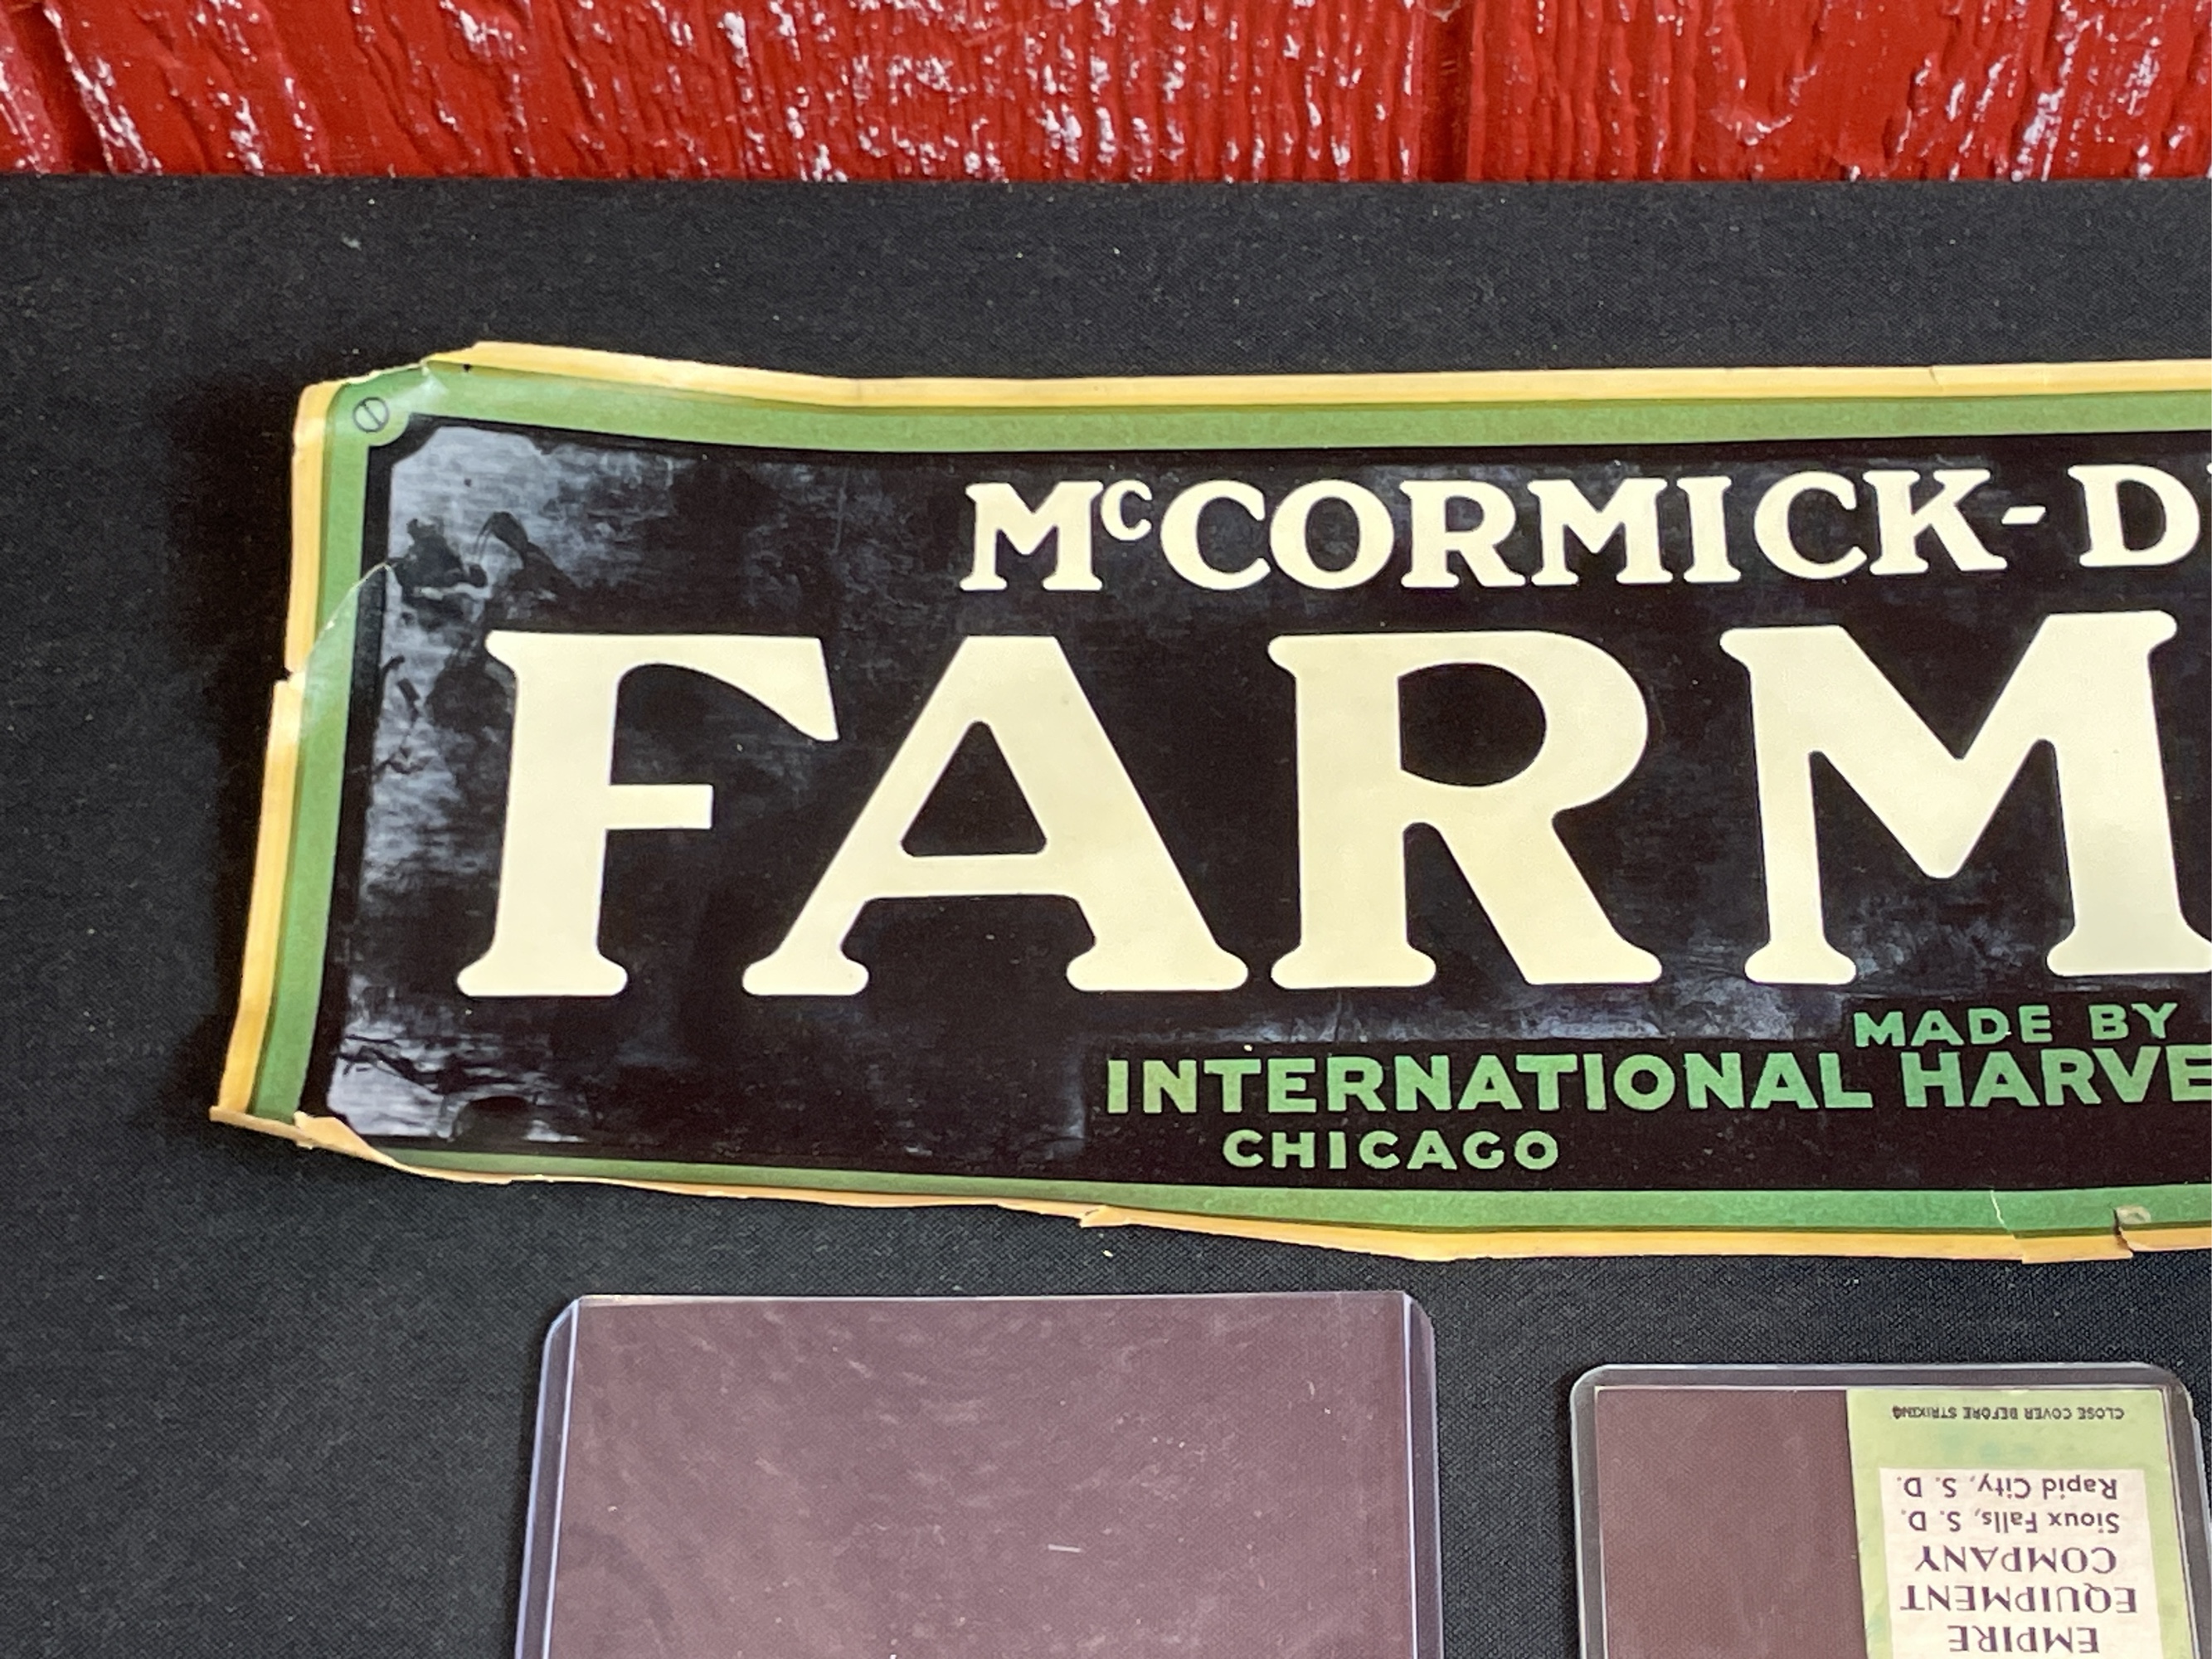 McCORMICK-D
FARM
MADE BY
INTERNATIONAL HARVE
CHICAGO
EMPIRE
EQUIPMENT
COMPANY
Sioux Falls, S. D.
Rapid City, S. D.
CLOSE COVER BEFORE STRIKING